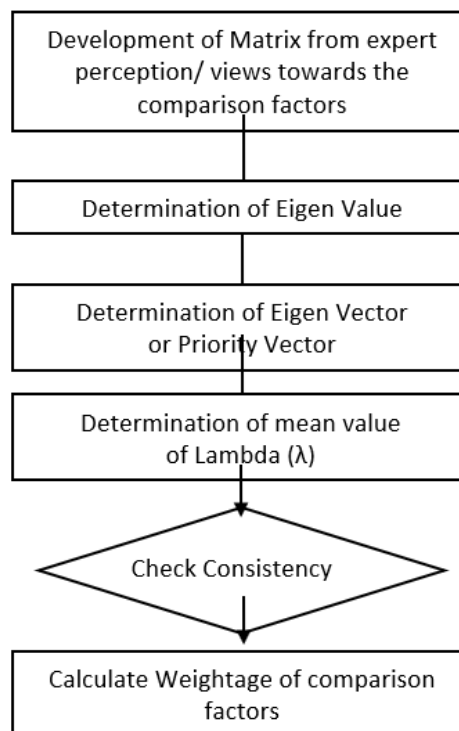 Development of Matrix from expert
perception/ views towards the
comparison factors
Determination of Eigen Value
Determination of Eigen Vector
or Priority Vector
Determination of mean value
of Lambda (λ)
Check Consistency
Calculate Weightage of comparison
factors